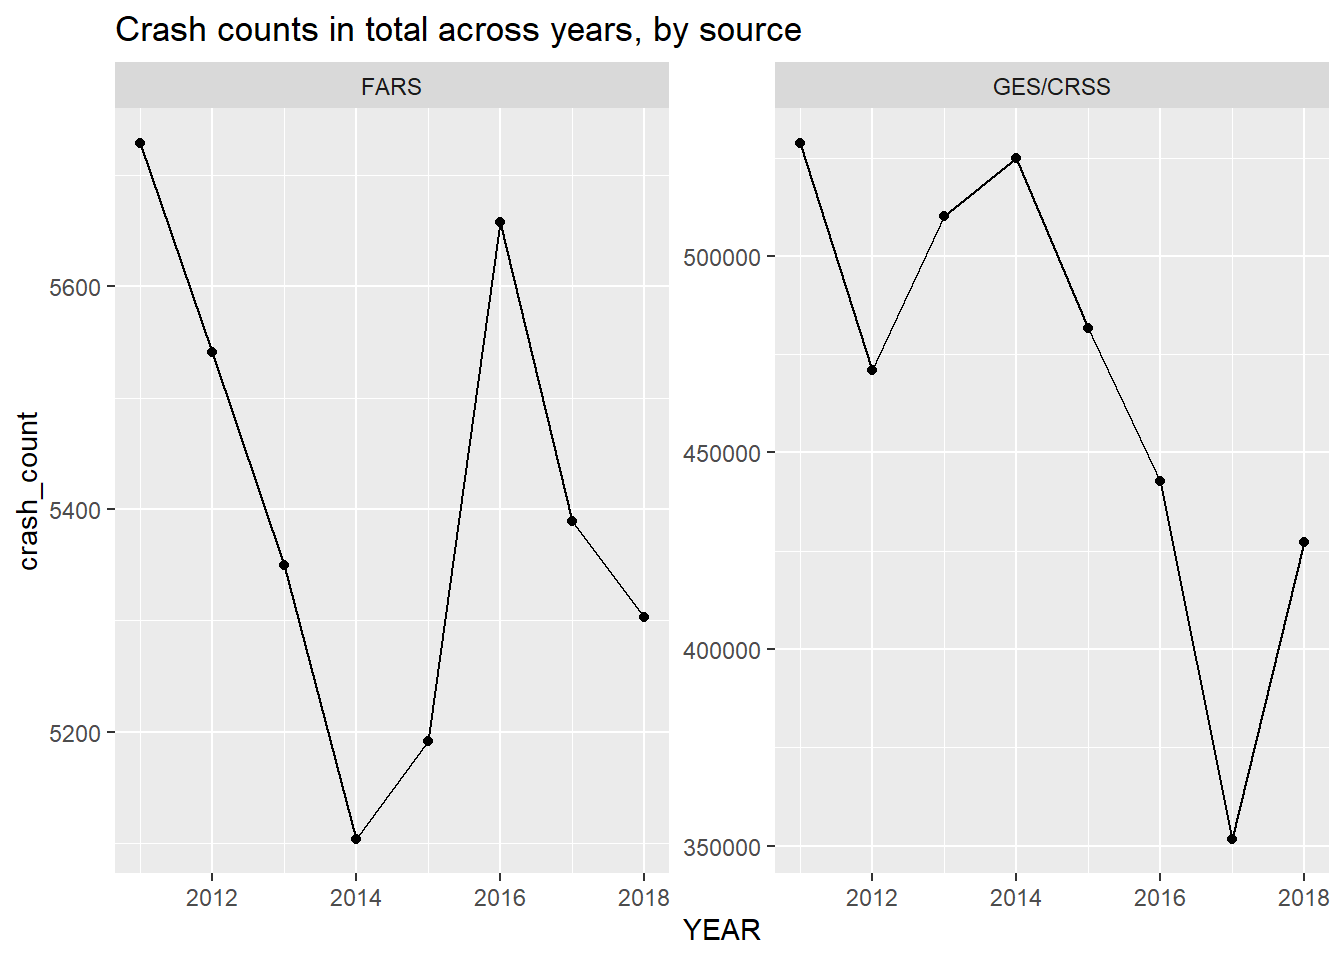 Crash counts in total across years, by source
FARS
GES/CRSS
crash_count
5600
5400
5200
500000
450000
400000
350000
2012 2014 2016 2018
2012 2014 2016 2018
YEAR